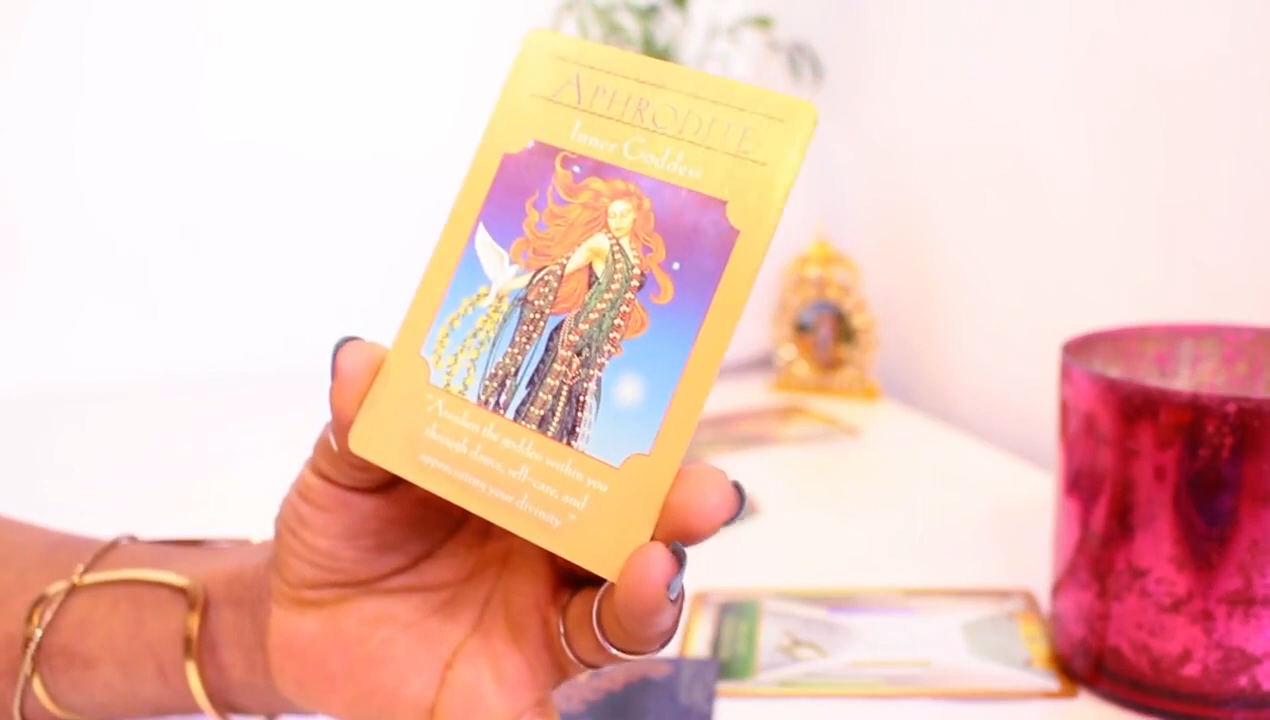 APHRODITE
Inner Goddess
"Awaken the goddess within you
through dance, self-care, and
appreciating your divinity."